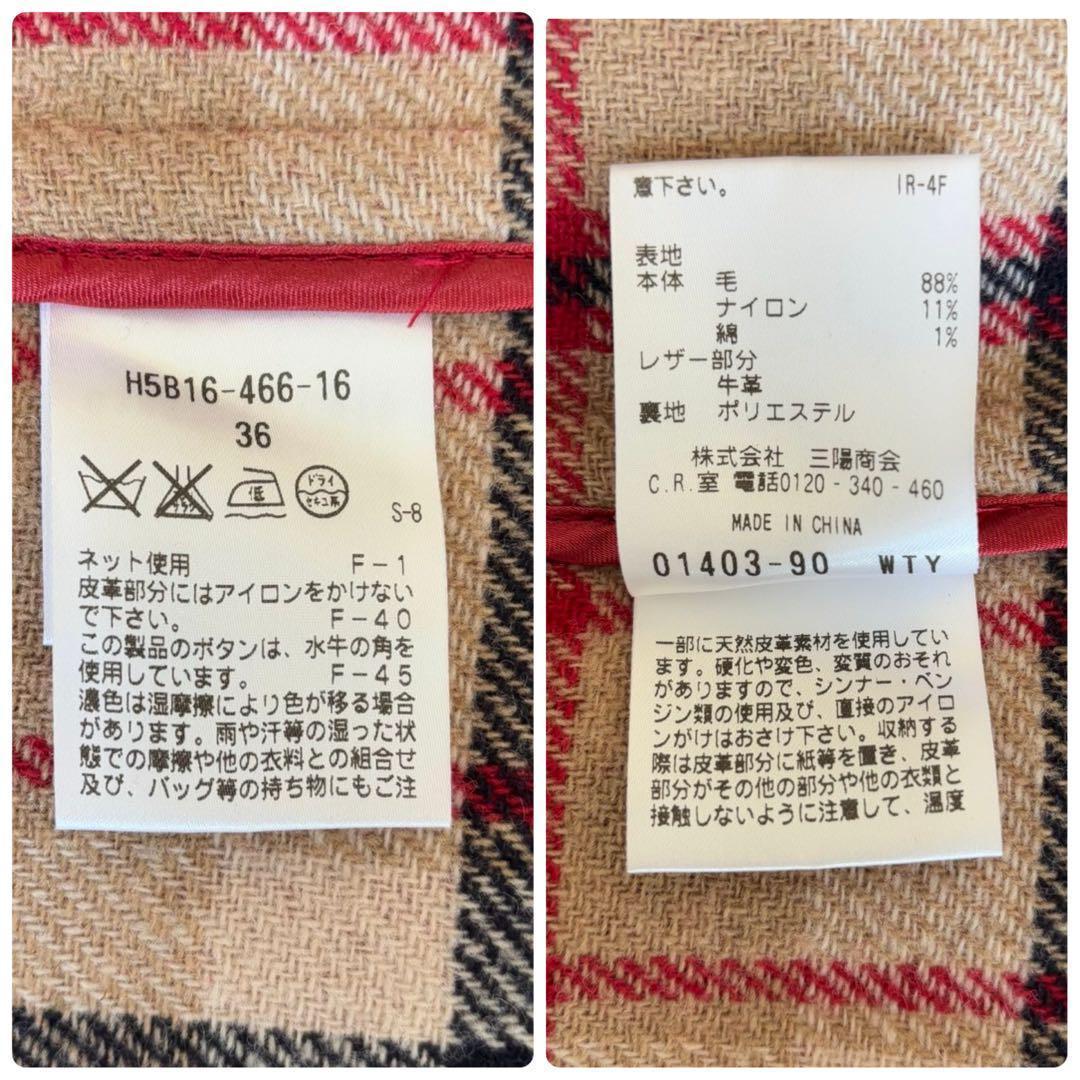 H5B16-466-16
36
低
ドライ
セキユ系
S-8
ネット使用 F-1
皮革部分にはアイロンをかけない
で下さい。 F-40
この製品のボタンは、水牛の角を
使用しています。 F-45
濃色は湿摩擦により色が移る場合
があります。雨や汗等の湿った状
態での摩擦や他の衣料との組合せ
及び、バッグ等の持ち物にもご注
意下さい。 IR-4F
表地
本体 毛 88%
ナイロン 11%
綿 1%
レザー部分
牛革
裏地 ポリエステル
株式会社 三陽商会
C.R.室 電話0120-340-460
MADE IN CHINA
01403-90 WTY
一部に天然皮革素材を使用してい
ます。硬化や変色、変質のおそれ
がありますので、シンナー・ベン
ジン類の使用及び、直接のアイロ
ンがけはおさけ下さい。収納する
際は皮革部分に紙等を置き、皮革
部分がその他の部分や他の衣類と
接触しないように注意して、温度